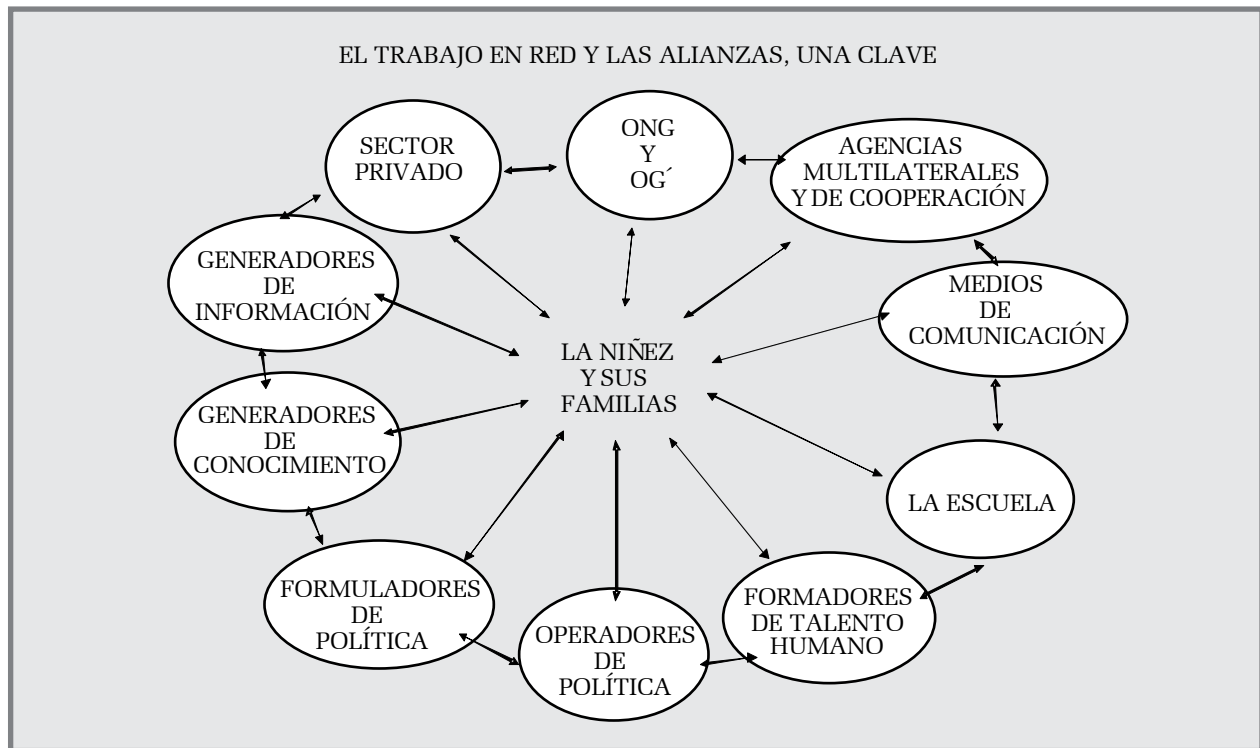 EL TRABAJO EN RED Y LAS ALIANZAS, UNA CLAVE
SECTOR
PRIVADO
ONG
Y
OG´
AGENCIAS
MULTILATERALES
Y DE COOPERACIÓN
GENERADORES
DE
INFORMACIÓN
MEDIOS
DE
COMUNICACIÓN
LA NIÑEZ
Y SUS
FAMILIAS
GENERADORES
DE
CONOCIMIENTO
LA ESCUELA
FORMULADORES
DE
POLÍTICA
OPERADORES
DE
POLÍTICA
FORMADORES
DE TALENTO
HUMANO